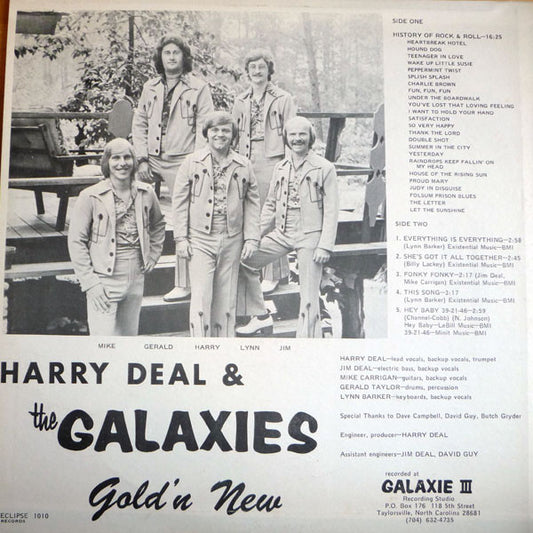 SIDE ONE
HISTORY OF ROCK & ROLL—16:25
HEARTBREAK HOTEL
HOUND DOG
TEENAGER IN LOVE
WAKE UP LITTLE SUSIE
PEPPERMINT TWIST
SPLISH SPLASH
CHARLIE BROWN
FUN, FUN, FUN
UNDER THE BOARDWALK
YOU'VE LOST THAT LOVING FEELING
I WANT TO HOLD YOUR HAND
SATISFACTION
SO VERY HAPPY
THANK THE LORD
DOUBLE SHOT
SUMMER IN THE CITY
YESTERDAY
RAINDROPS KEEP FALLIN' ON
MY HEAD
HOUSE OF THE RISING SUN
PROUD MARY
JUDY IN DISGUISE
FOLSUM PRISON BLUES
THE LETTER
LET THE SUNSHINE
SIDE TWO
1. EVERYTHING IS EVERYTHING—2:58
(Lynn Barker) Existential Music—BMI
2. SHE'S GOT IT ALL TOGETHER—2:45
(Billy Lackey) Existential Music—BMI
3. FONKY FONKY—2:17 (Jim Deal,
Mike Carrigan) Existential Music—BMI
4. THIS SONG—3:17
(Lynn Barker) Existential Music—BMI
5. HEY BABY 39-21-46—2:59
(Channel-Cobb) (N. Johnson)
Hey Baby—LeBill Music—BMI
39-21-46—Minit Music—BMI
MIKE GERALD HARRY LYNN JIM
HARRY DEAL &
the GALAXIES
Gold'n New
HARRY DEAL—lead vocals, backup vocals, trumpet
JIM DEAL—electric bass, backup vocals
MIKE CARRIGAN—guitars, backup vocals
GERALD TAYLOR—drums, percussion
LYNN BARKER—keyboards, backup vocals
Special Thanks to Dave Campbell, David Guy, Butch Gryder
Engineer, producer—HARRY DEAL
Assistant engineers—JIM DEAL, DAVID GUY
recorded at
GALAXIE III
Recording Studio
P.O. Box 176 118 5th Street
Taylorsville, North Carolina 28681
(704) 632-4735
ECLIPSE 1010
RECORDS